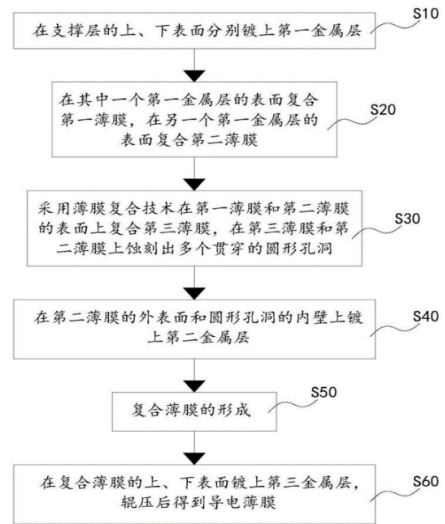 S10
在支撑层的上、下表面分别镀上第一金属层
S20
在其中一个第一金属层的表面复合
第一薄膜，在另一个第一金属层的
表面复合第二薄膜
S30
采用薄膜复合技术在第一薄膜和第二薄膜
的表面上复合第三薄膜，在第三薄膜和第
二薄膜上蚀刻出多个贯穿的圆形孔洞
S40
在第二薄膜的外表面和圆形孔洞的内壁上镀
上第二金属层
S50
复合薄膜的形成
S60
在复合薄膜的上、下表面镀上第三金属层，
辊压后得到导电薄膜